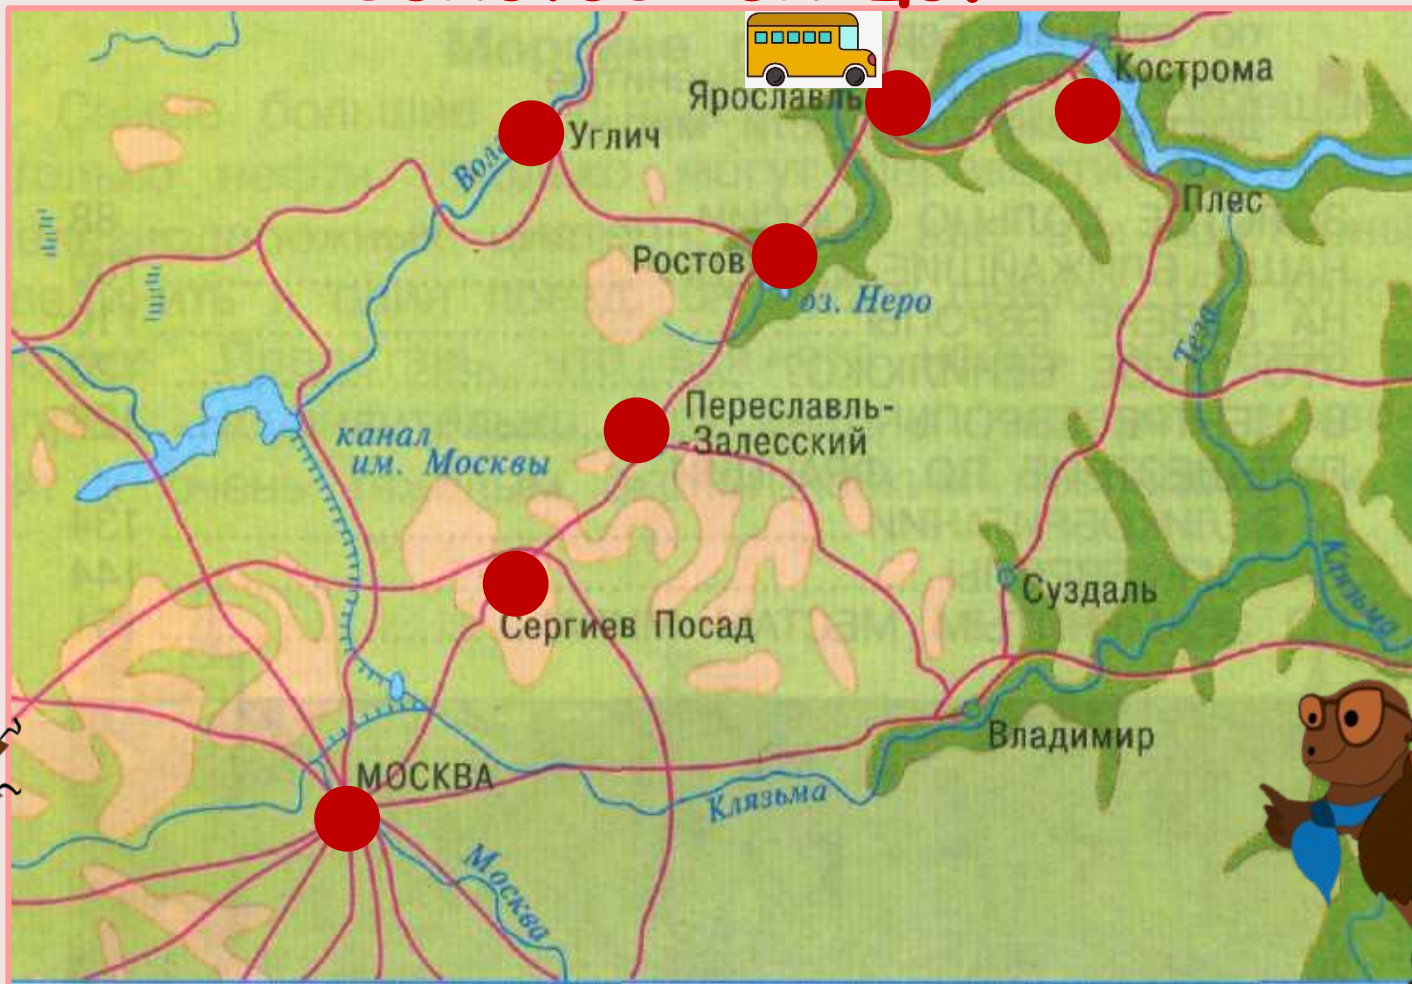 Кострома
Ярославль
Углич
Плес
Ростов
оз. Неро
Теза
Переславль-
-Залесский
канал
им. Москвы
Клязьма
Суздаль
Сергиев Посад
Владимир
МОСКВА
Клязьма
Москва